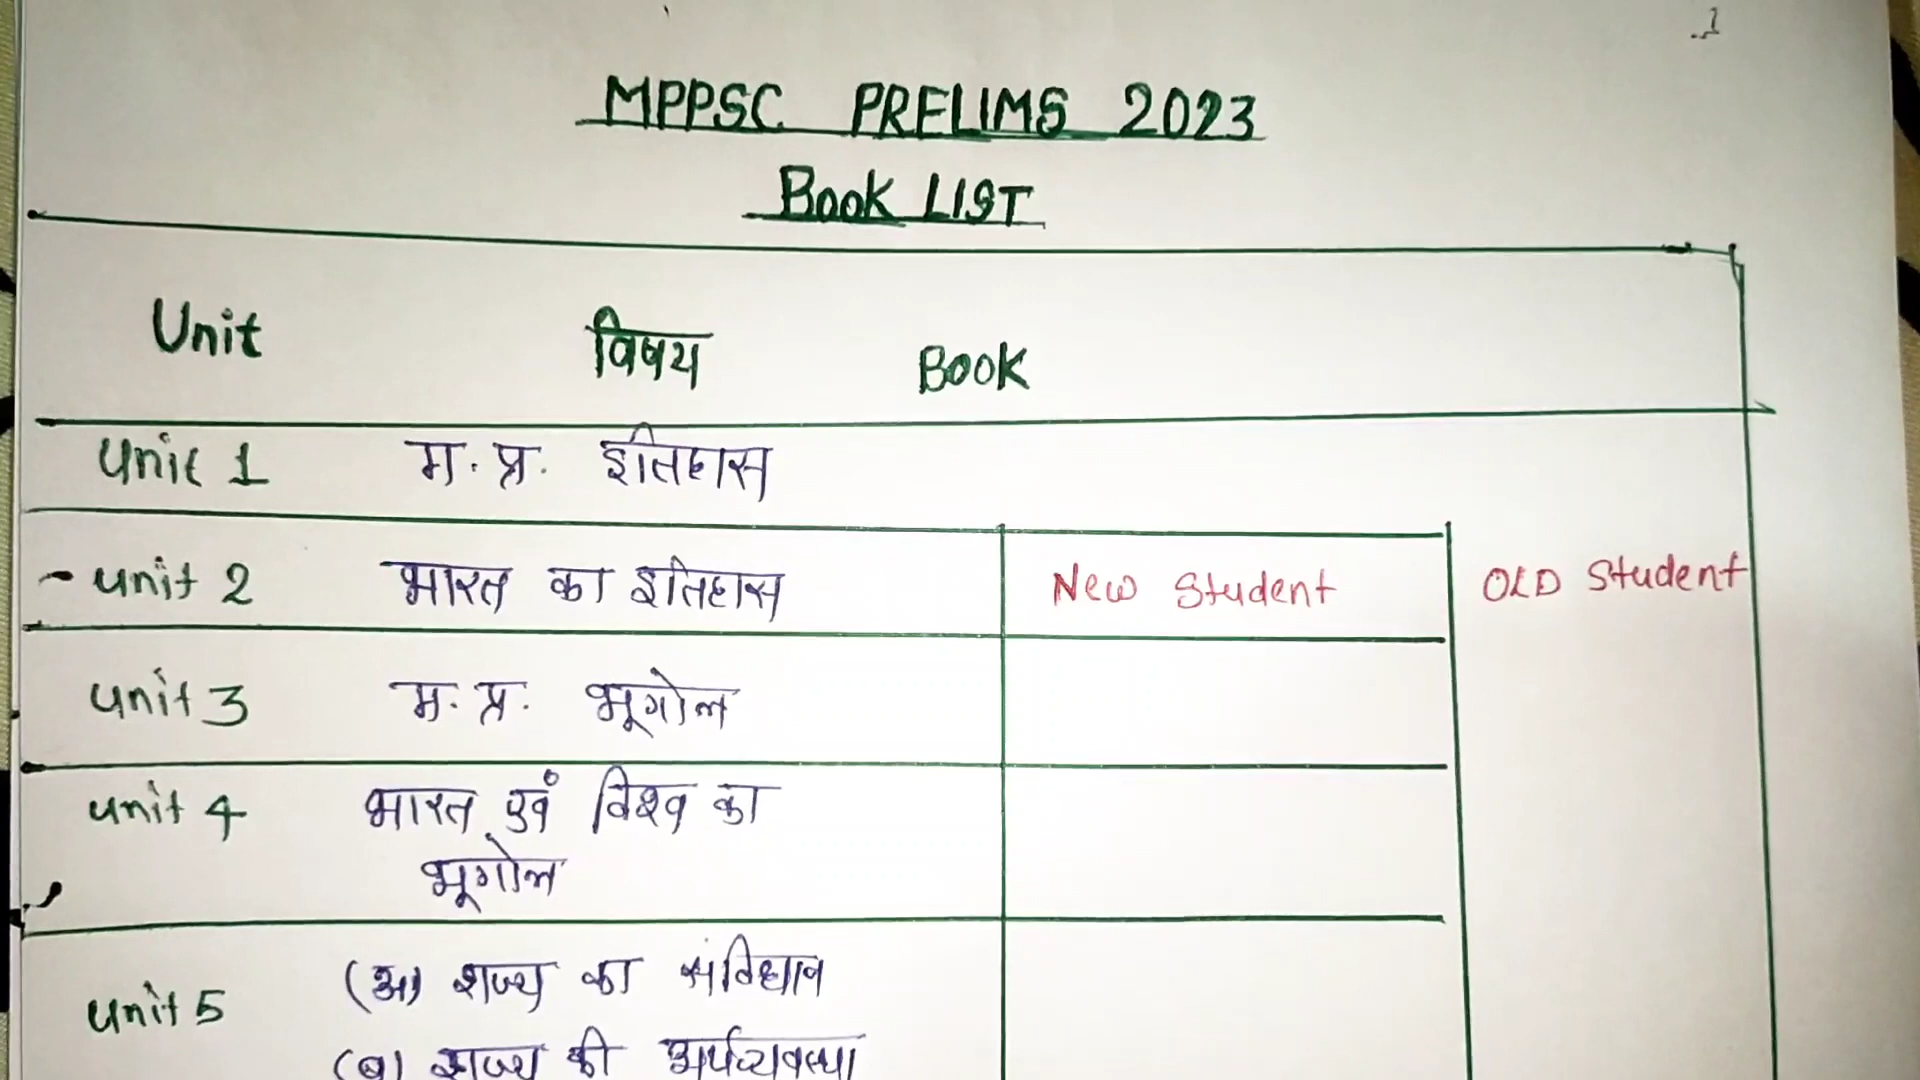 1
MPPSC PRELIMS 2023
Book LIST
Unit विषय Book
Unit 1 म. प्र. इतिहास
unit 2 भारत का इतिहास New Student OLD Student
unit 3 म. प्र. भूगोल
unit 4 भारत एवं विश्व का
भूगोल
unit 5 (अ) राज्य का संविधान
(ब) राज्य की अर्थव्यवस्था